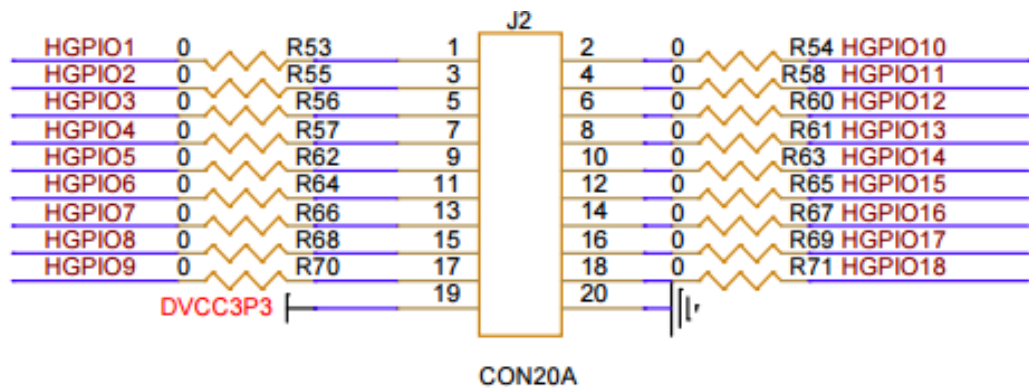 J2
HGPIO1 0 R53 1 2 0 R54 HGPIO10
HGPIO2 0 R55 3 4 0 R58 HGPIO11
HGPIO3 0 R56 5 6 0 R60 HGPIO12
HGPIO4 0 R57 7 8 0 R61 HGPIO13
HGPIO5 0 R62 9 10 0 R63 HGPIO14
HGPIO6 0 R64 11 12 0 R65 HGPIO15
HGPIO7 0 R66 13 14 0 R67 HGPIO16
HGPIO8 0 R68 15 16 0 R69 HGPIO17
HGPIO9 0 R70 17 18 0 R71 HGPIO18
DVCC3P3 19 20
CON20A